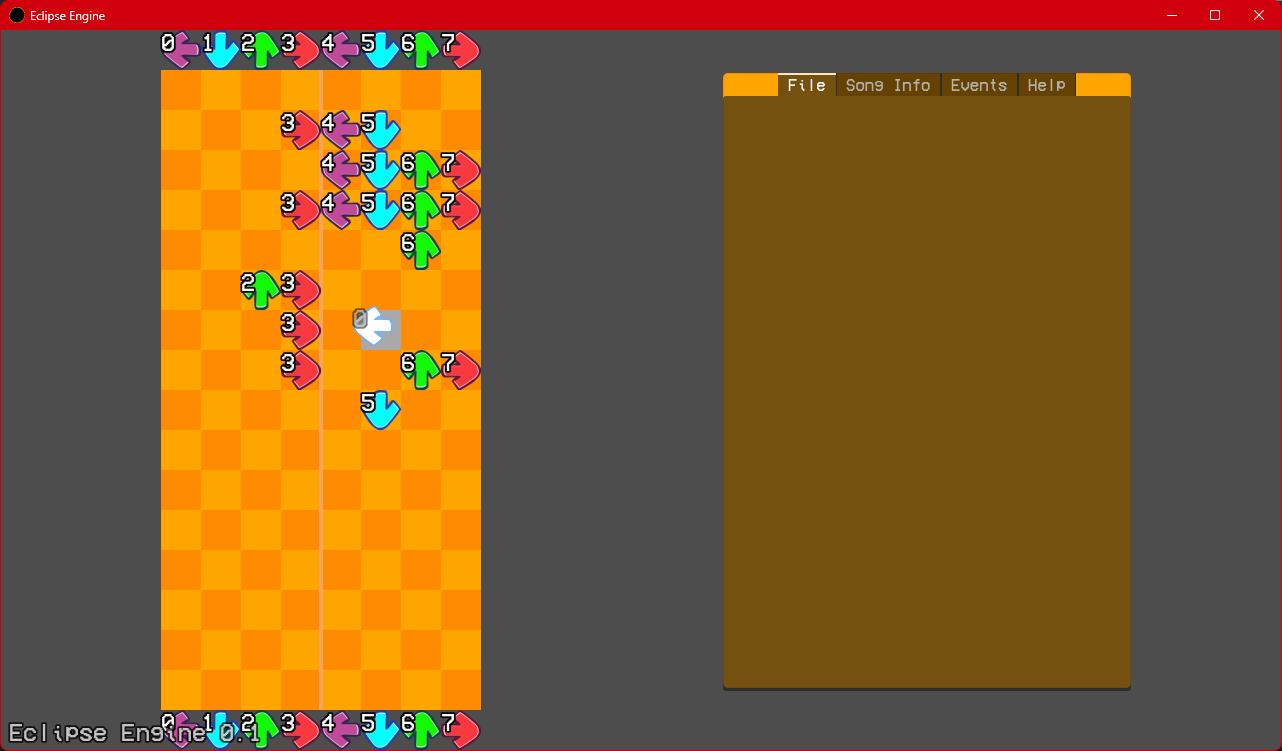 Eclipse Engine
0 1 2 3 4 5 6 7
File Song Info Events Help
3 4 5
4 5 6 7
3 4 5 6 7
6
2 3
3 0
3 6 7
5
0 1 2 3 4 5 6 7
Eclipse Engine 0.1